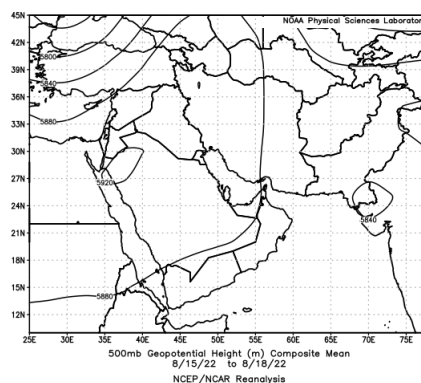 NOAA Physical Sciences Laborator
45N
42N
39N
36N
33N
30N
27N
24N
21N
18N
15N
12N
5800
5840
5880
5920
5840
5880
25E 30E 35E 40E 45E 50E 55E 60E 65E 70E 75E
500mb Geopotential Height (m) Composite Mean
8/15/22 to 8/18/22
NCEP/NCAR Reanalysis